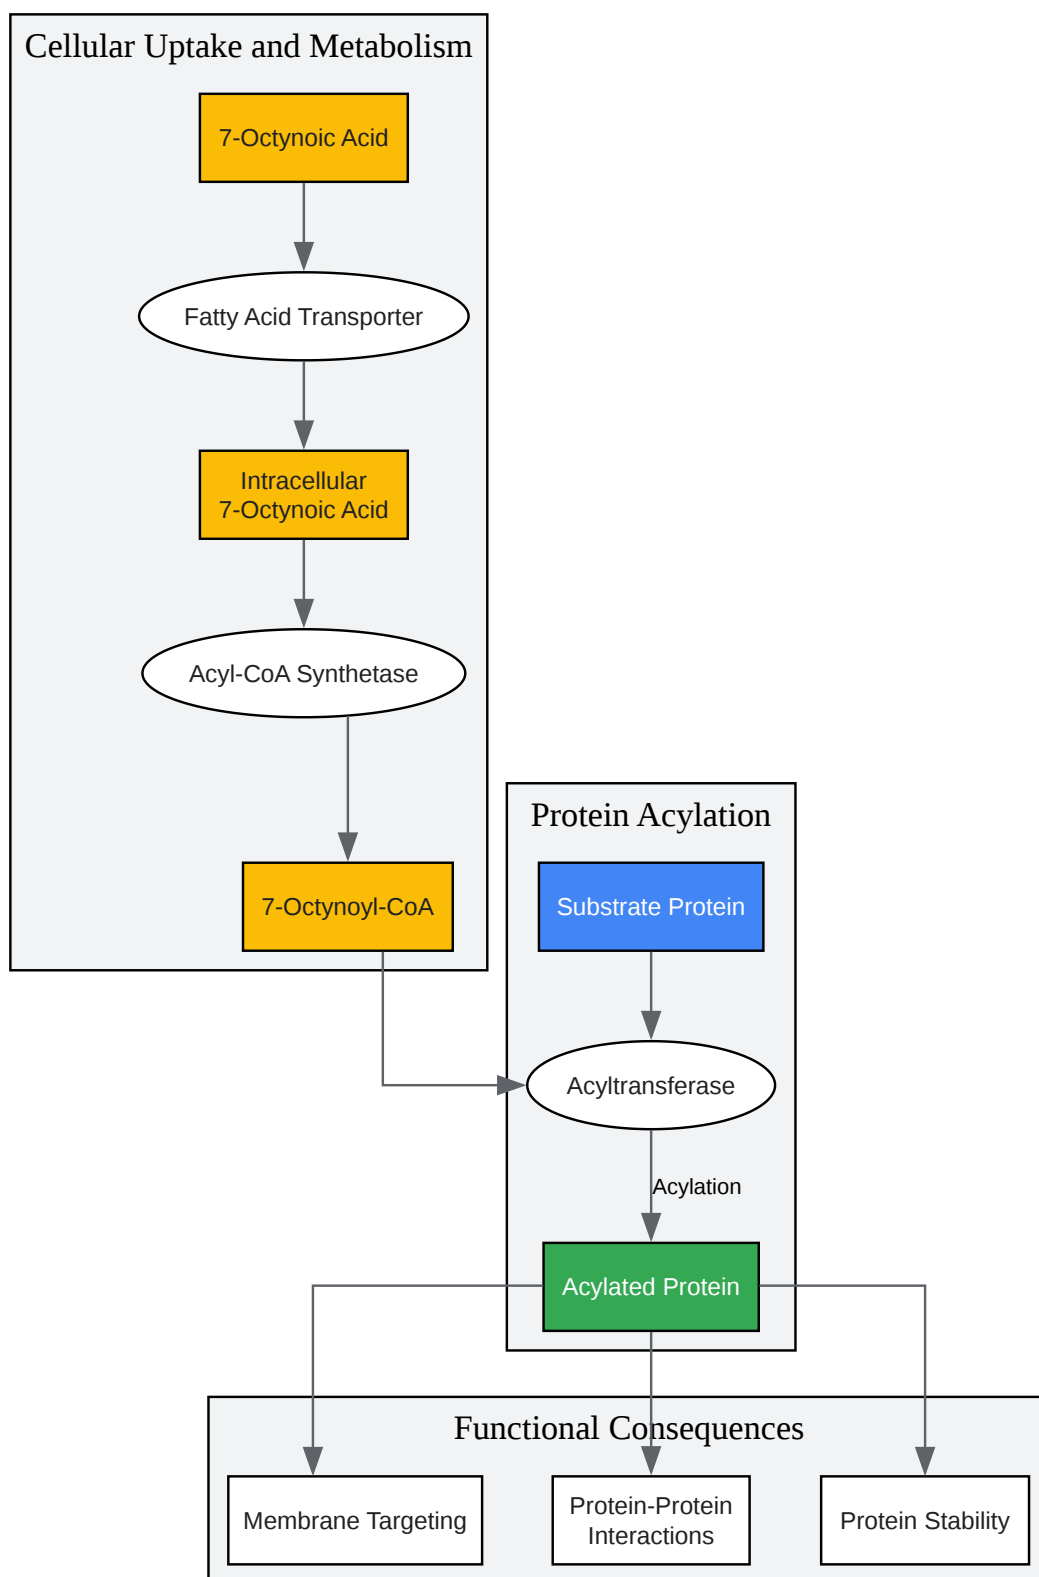 Cellular Uptake and Metabolism
7-Octynoic Acid
Fatty Acid Transporter
Intracellular
7-Octynoic Acid
Acyl-CoA Synthetase
7-Octynoyl-CoA
Protein Acylation
Substrate Protein
Acyltransferase
Acylation
Acylated Protein
Functional Consequences
Membrane Targeting
Protein-Protein
Interactions
Protein Stability